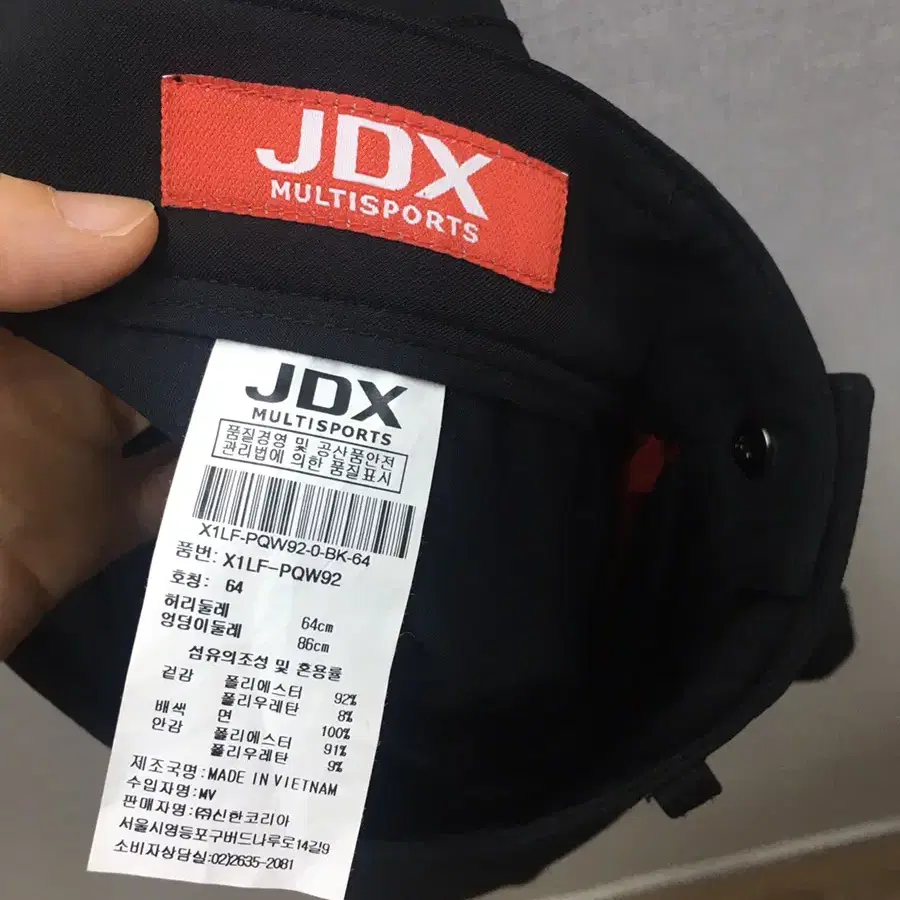 JDX
MULTISPORTS
JDX
MULTISPORTS
품질경영 및 공산품안전
관리법에 의한 품질표시
X1LF-PQW92-0-BK-64
품번: X1LF-PQW92
호칭: 64
허리둘레 64cm
엉덩이둘레 86cm
섬유의조성 및 혼용률
겉감 폴리에스터 92%
폴리우레탄 8%
배색 면 100%
안감 폴리에스터 91%
폴리우레탄 9%
제조국명:MADE IN VIETNAM
수입자명:MV
판매자명:㈜신한코리아
서울시영등포구버드나루로14길9
소비자상담실:02)2635-2081